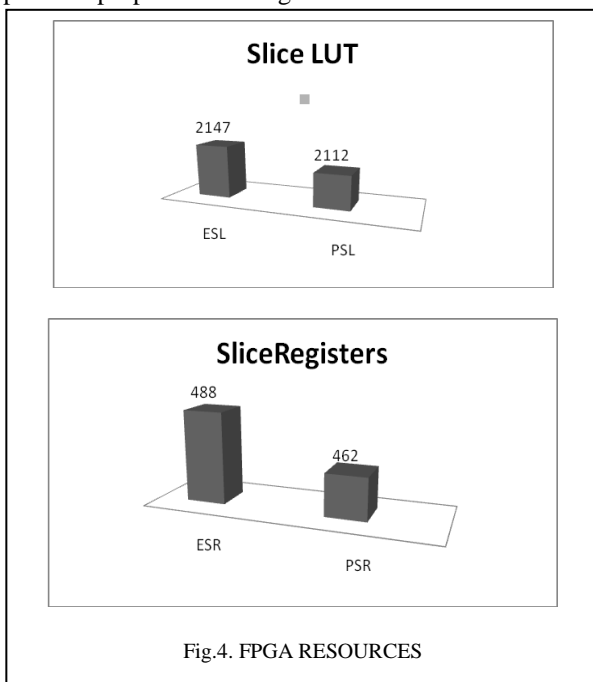 Slice LUT
2147
2112
ESL
PSL
SliceRegisters
488
462
ESR
PSR
Fig.4. FPGA RESOURCES